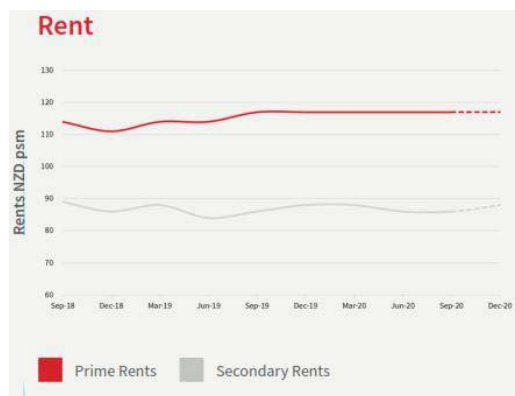 Rent
130
120
110
100
90
80
70
60
Rents NZD psm
Sep-18 Dec-18 Mar-19 Jun-19 Sep-19 Dec-19 Mar-20 Jun-20 Sep-20 Dec-20
Prime Rents Secondary Rents